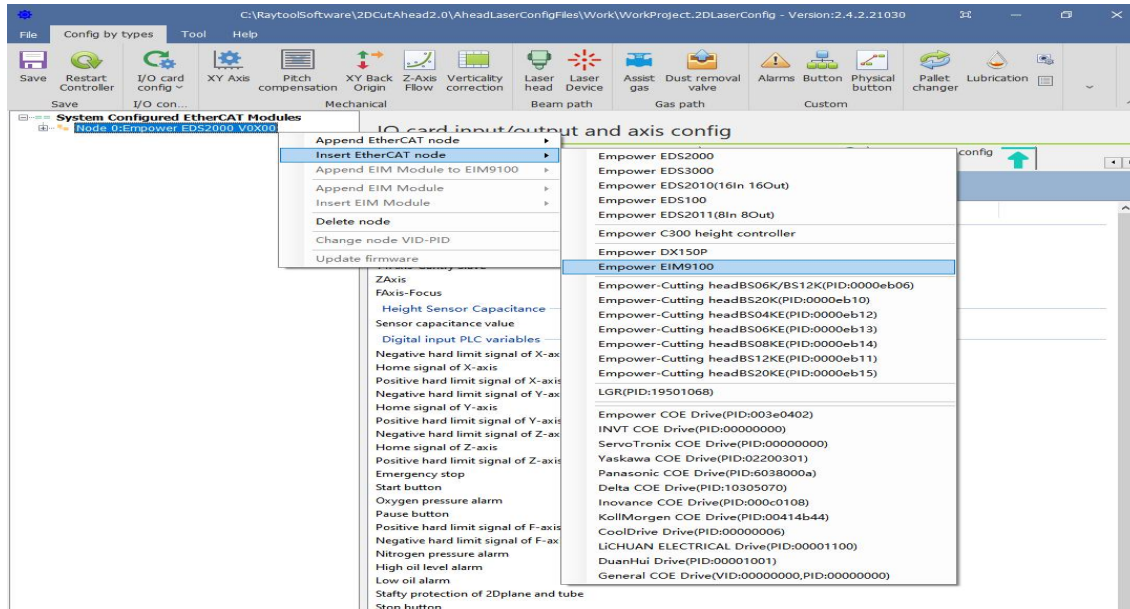 C:\RaytoolSoftware\2DCutAhead2.0\AheadLaserConfigFiles\Work\WorkProject.2DLaserConfig - Version:2.4.2.21030
File Config by types Tool Help
Save Restart Controller I/O card config XY Axis Pitch compensation XY Back Origin Z-Axis Fllow Verticality correction Laser head Laser Device Assist gas Dust removal valve Alarms Button Physical button Pallet changer Lubrication
Save I/O con... Mechanical Beam path Gas path Custom
System Configured EtherCAT Modules
Node 0:Empower EDS2000 V0X00
IO card input/output and axis config
config
Append EtherCAT node
Insert EtherCAT node
Append EIM Module to EIM9100
Append EIM Module
Insert EIM Module
Delete node
Change node VID-PID
Update firmware
Empower EDS2000
Empower EDS3000
Empower EDS2010(16In 16Out)
Empower EDS100
Empower EDS2011(8In 8Out)
Empower C300 height controller
Empower DX150P
Empower EIM9100
Empower-Cutting headBS06K/BS12K(PID:0000eb06)
Empower-Cutting headBS20K(PID:0000eb10)
Empower-Cutting headBS04KE(PID:0000eb12)
Empower-Cutting headBS06KE(PID:0000eb13)
Empower-Cutting headBS08KE(PID:0000eb14)
Empower-Cutting headBS12KE(PID:0000eb11)
Empower-Cutting headBS20KE(PID:0000eb15)
LGR(PID:19501068)
Empower COE Drive(PID:003e0402)
INVT COE Drive(PID:00000000)
ServoTronix COE Drive(PID:00000000)
Yaskawa COE Drive(PID:02200301)
Panasonic COE Drive(PID:6038000a)
Delta COE Drive(PID:10305070)
Inovance COE Drive(PID:000c0108)
KollMorgen COE Drive(PID:00414b44)
CoolDrive Drive(PID:00000006)
LiCHUAN ELECTRICAL Drive(PID:00001100)
DuanHui Drive(PID:00001001)
General COE Drive(VID:00000000,PID:00000000)
ZAxis
FAxis-Focus
Height Sensor Capacitance
Sensor capacitance value
Digital input PLC variables
Negative hard limit signal of X-ax
Home signal of X-axis
Positive hard limit signal of X-axis
Negative hard limit signal of Y-ax
Home signal of Y-axis
Positive hard limit signal of Y-axis
Negative hard limit signal of Z-ax
Home signal of Z-axis
Positive hard limit signal of Z-axis
Emergency stop
Start button
Oxygen pressure alarm
Pause button
Positive hard limit signal of F-axis
Negative hard limit signal of F-ax
Nitrogen pressure alarm
High oil level alarm
Low oil alarm
Stafty protection of 2Dplane and tube
Stop button